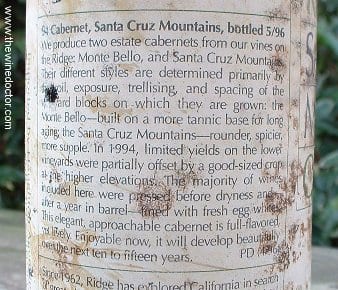 94 Cabernet, Santa Cruz Mountains, bottled 5/96
We produce two estate cabernets from our vines on
the Ridge: Monte Bello, and Santa Cruz Mountains.
Their different styles are determined primarily by
the soil, exposure, trellising, and spacing of the
vineyard blocks on which they are grown: the
Monte Bello—built on a more tannic base for long
aging; the Santa Cruz Mountains—rounder, spicier,
more supple. In 1994, limited yields on the lower
vineyards were partially offset by a good-sized crop
at the higher elevations. The majority of wines
included here were pressed before dryness and
after a year in barrel fined with fresh egg whites.
This elegant, approachable cabernet is full-flavored
Enjoyable now, it will develop beautifully
over the next ten to fifteen years. PD
Since 1962, Ridge has explored California in search
www.thewinedoctor.com